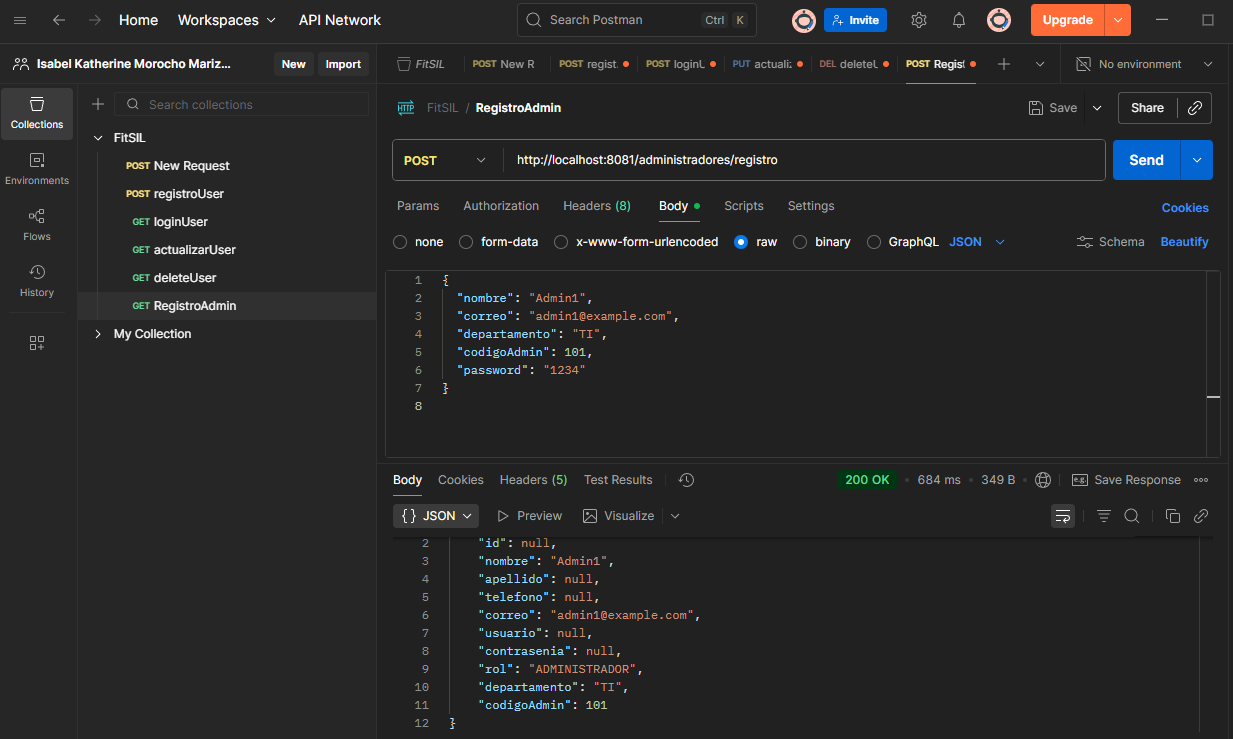 Home Workspaces API Network Search Postman Ctrl K Invite Upgrade
Isabel Katherine Morocho Mariz... New Import
FitSIL POST New R POST regist. POST loginU PUT actuali: DEL deleteU POST Regist No environment
Collections
Environments
Flows
History
Search collections
FitSIL
POST New Request
POST registroUser
GET loginUser
GET actualizarUser
GET deleteUser
GET RegistroAdmin
My Collection
HTTP FitSIL / RegistroAdmin Save Share
POST http://localhost:8081/administradores/registro Send
Params Authorization Headers (8) Body Scripts Settings Cookies
none form-data x-www-form-urlencoded raw binary GraphQL JSON Schema Beautify
1 {
2 "nombre": "Admin1",
3 "correo": "admin1@example.com",
4 "departamento": "TI",
5 "codigoAdmin": 101,
6 "password": "1234"
7 }
8
Body Cookies Headers (5) Test Results 200 OK 684 ms 349 B e.g. Save Response
{} JSON Preview Visualize
2 "id": null,
3 "nombre": "Admin1",
4 "apellido": null,
5 "telefono": null,
6 "correo": "admin1@example.com",
7 "usuario": null,
8 "contrasenia": null,
9 "rol": "ADMINISTRADOR",
10 "departamento": "TI",
11 "codigoAdmin": 101
12 }